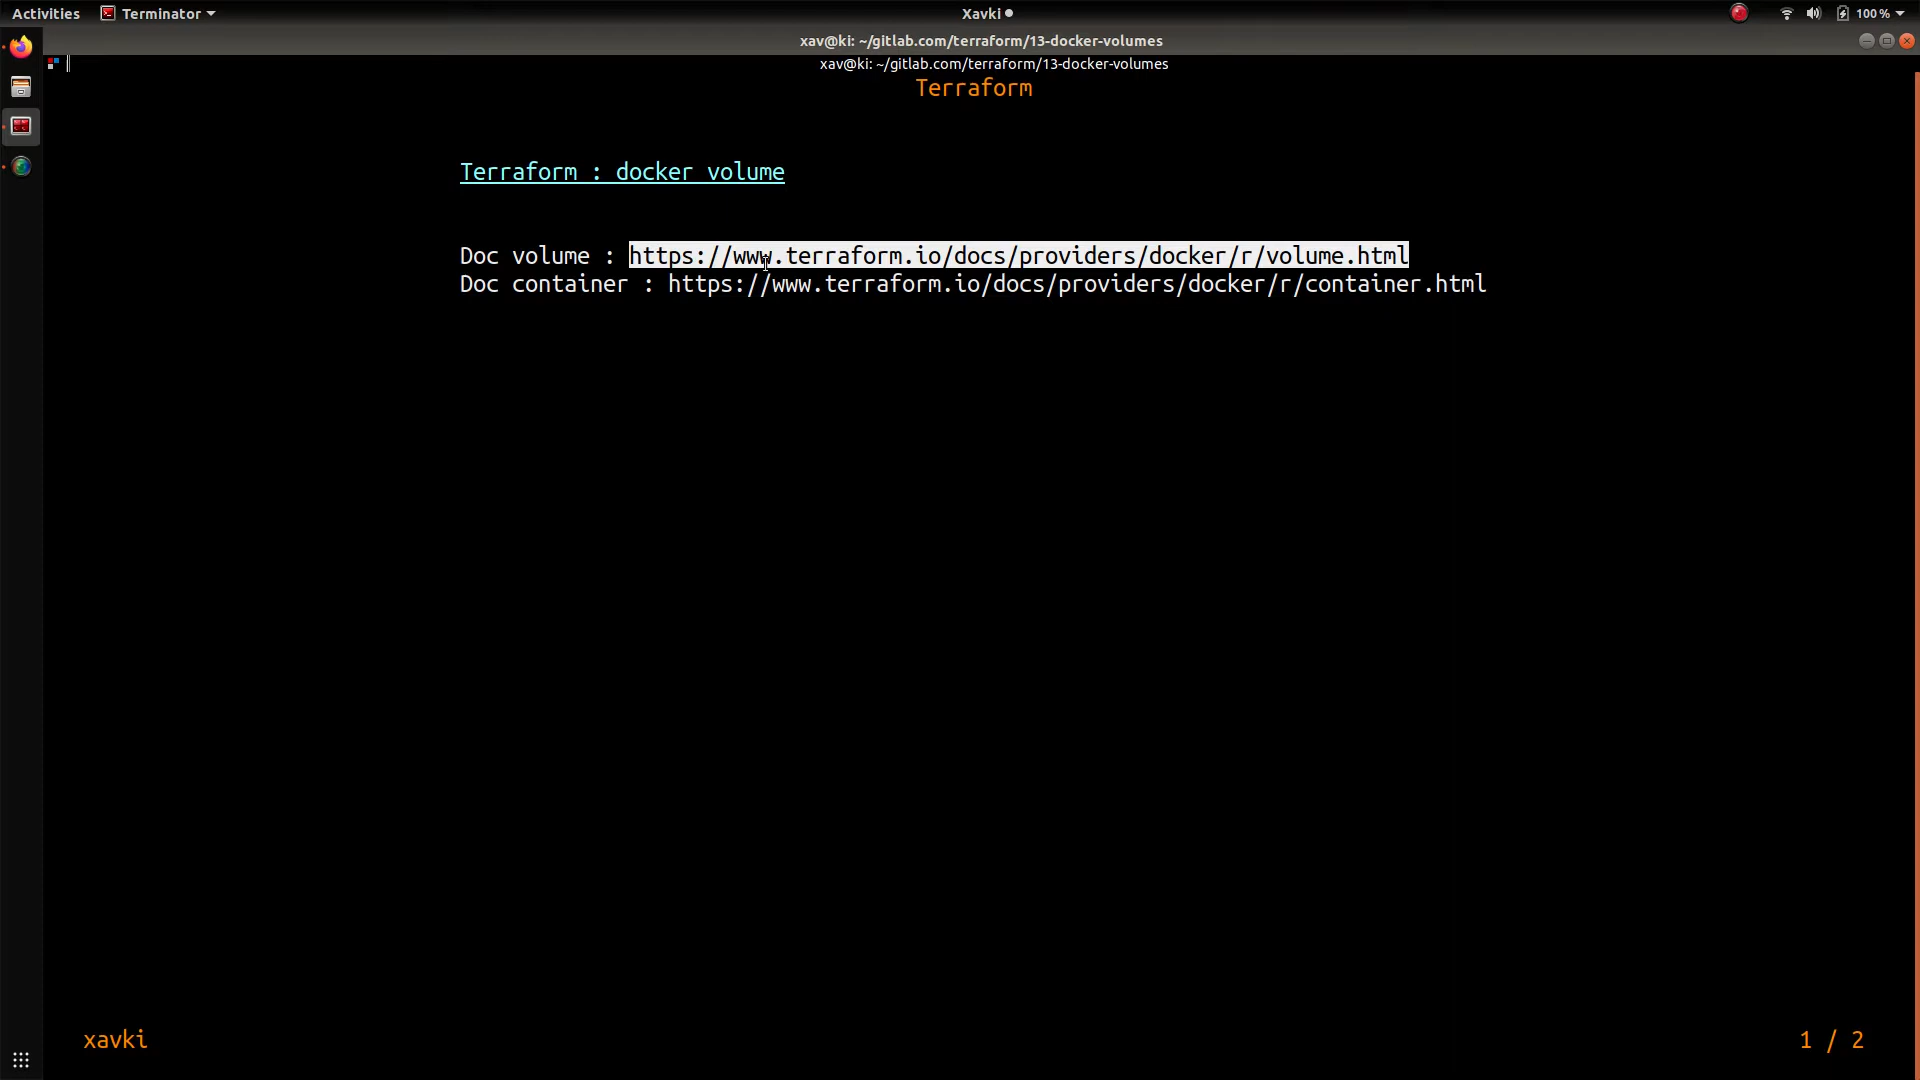 Activities Terminator Xavki 100 %
xav@ki: ~/gitlab.com/terraform/13-docker-volumes
xav@ki: ~/gitlab.com/terraform/13-docker-volumes
Terraform
Terraform : docker volume
Doc volume : https://www.terraform.io/docs/providers/docker/r/volume.html
Doc container : https://www.terraform.io/docs/providers/docker/r/container.html
xavki 1 / 2